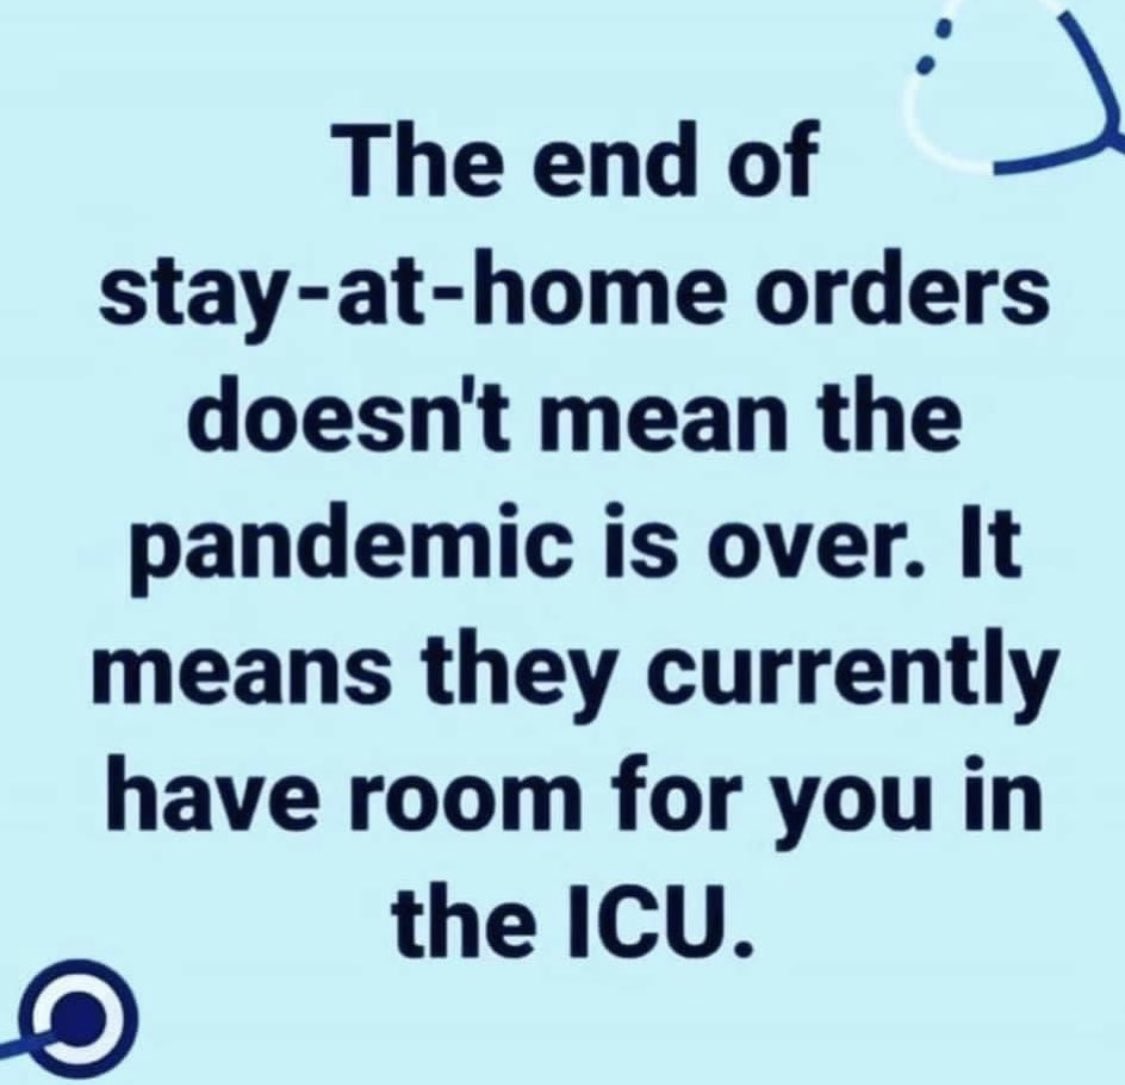 The end of
stay-at-home orders
doesn't mean the
pandemic is over. It
means they currently
have room for you in
the ICU.